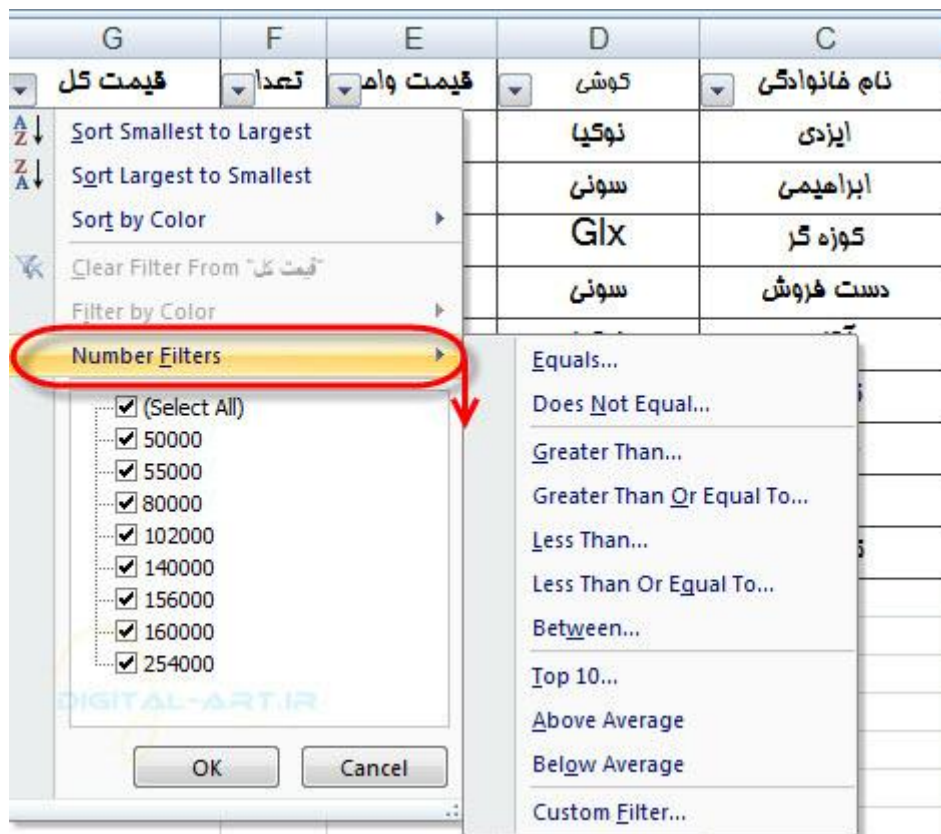 G F E D C
قیمت کل تعدا قیمت واح گوشی نام خانوادگی
Sort Smallest to Largest
Sort Largest to Smallest
Sort by Color
Clear Filter From "قیمت کل"
Filter by Color
Number Filters
(Select All)
50000
55000
80000
102000
140000
156000
160000
254000
OK
Cancel
نوکیا ایزدی
سونی ابراهیمی
Glx کوزه گر
سونی دست فروش
Equals...
Does Not Equal...
Greater Than...
Greater Than Or Equal To...
Less Than...
Less Than Or Equal To...
Between...
Top 10...
Above Average
Below Average
Custom Filter...
DIGITAL-ART.IR